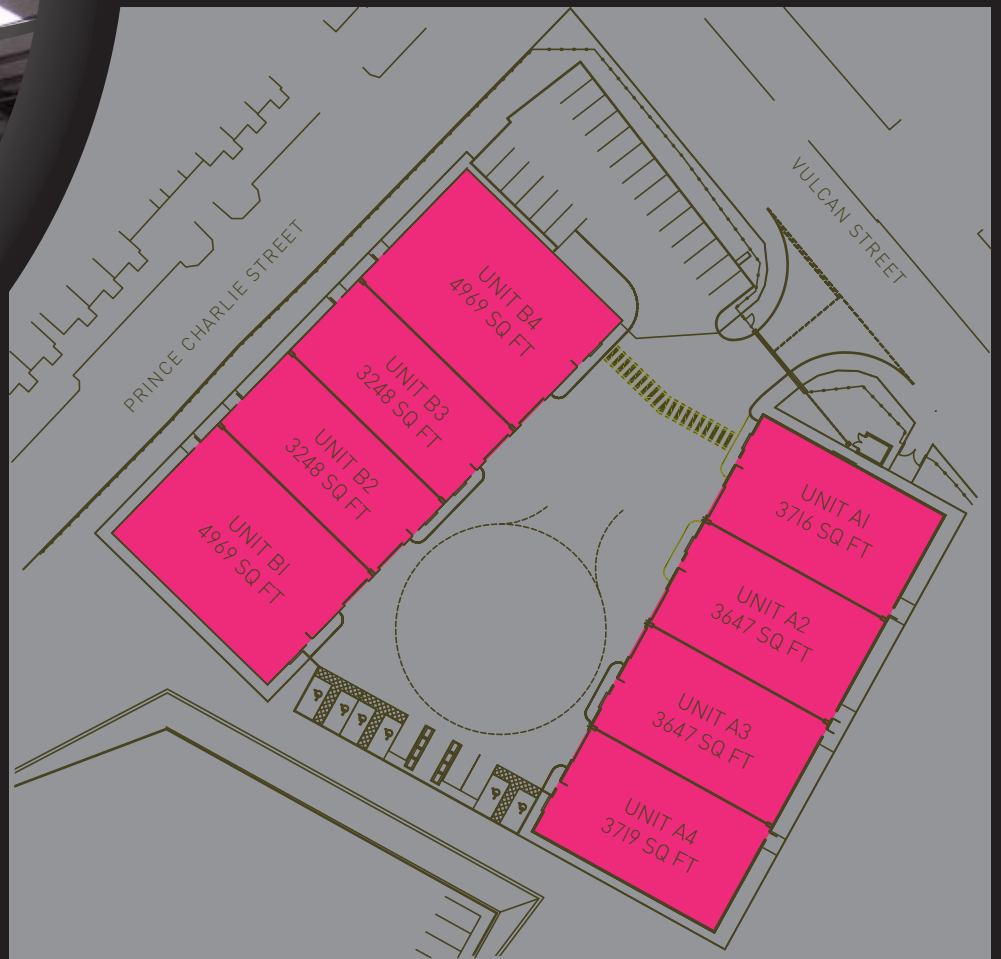 PRINCE CHARLIE STREET
VULCAN STREET
UNIT B4
4969 SQ FT
UNIT B3
3248 SQ FT
UNIT B2
3248 SQ FT
UNIT B1
4969 SQ FT
UNIT A1
3716 SQ FT
UNIT A2
3647 SQ FT
UNIT A3
3647 SQ FT
UNIT A4
3719 SQ FT